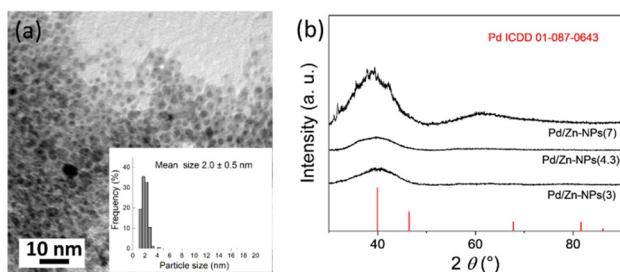 (a)
Mean size 2.0 ± 0.5 nm
Frequency (%)
40
30
20
10
0
0 2 4 6 8 10 12 14 16 18 20
Particle size (nm)
10 nm
(b)
Pd ICDD 01-087-0643
Intensity (a. u.)
Pd/Zn-NPs(7)
Pd/Zn-NPs(4.3)
Pd/Zn-NPs(3)
40 60 80
2 θ (°)